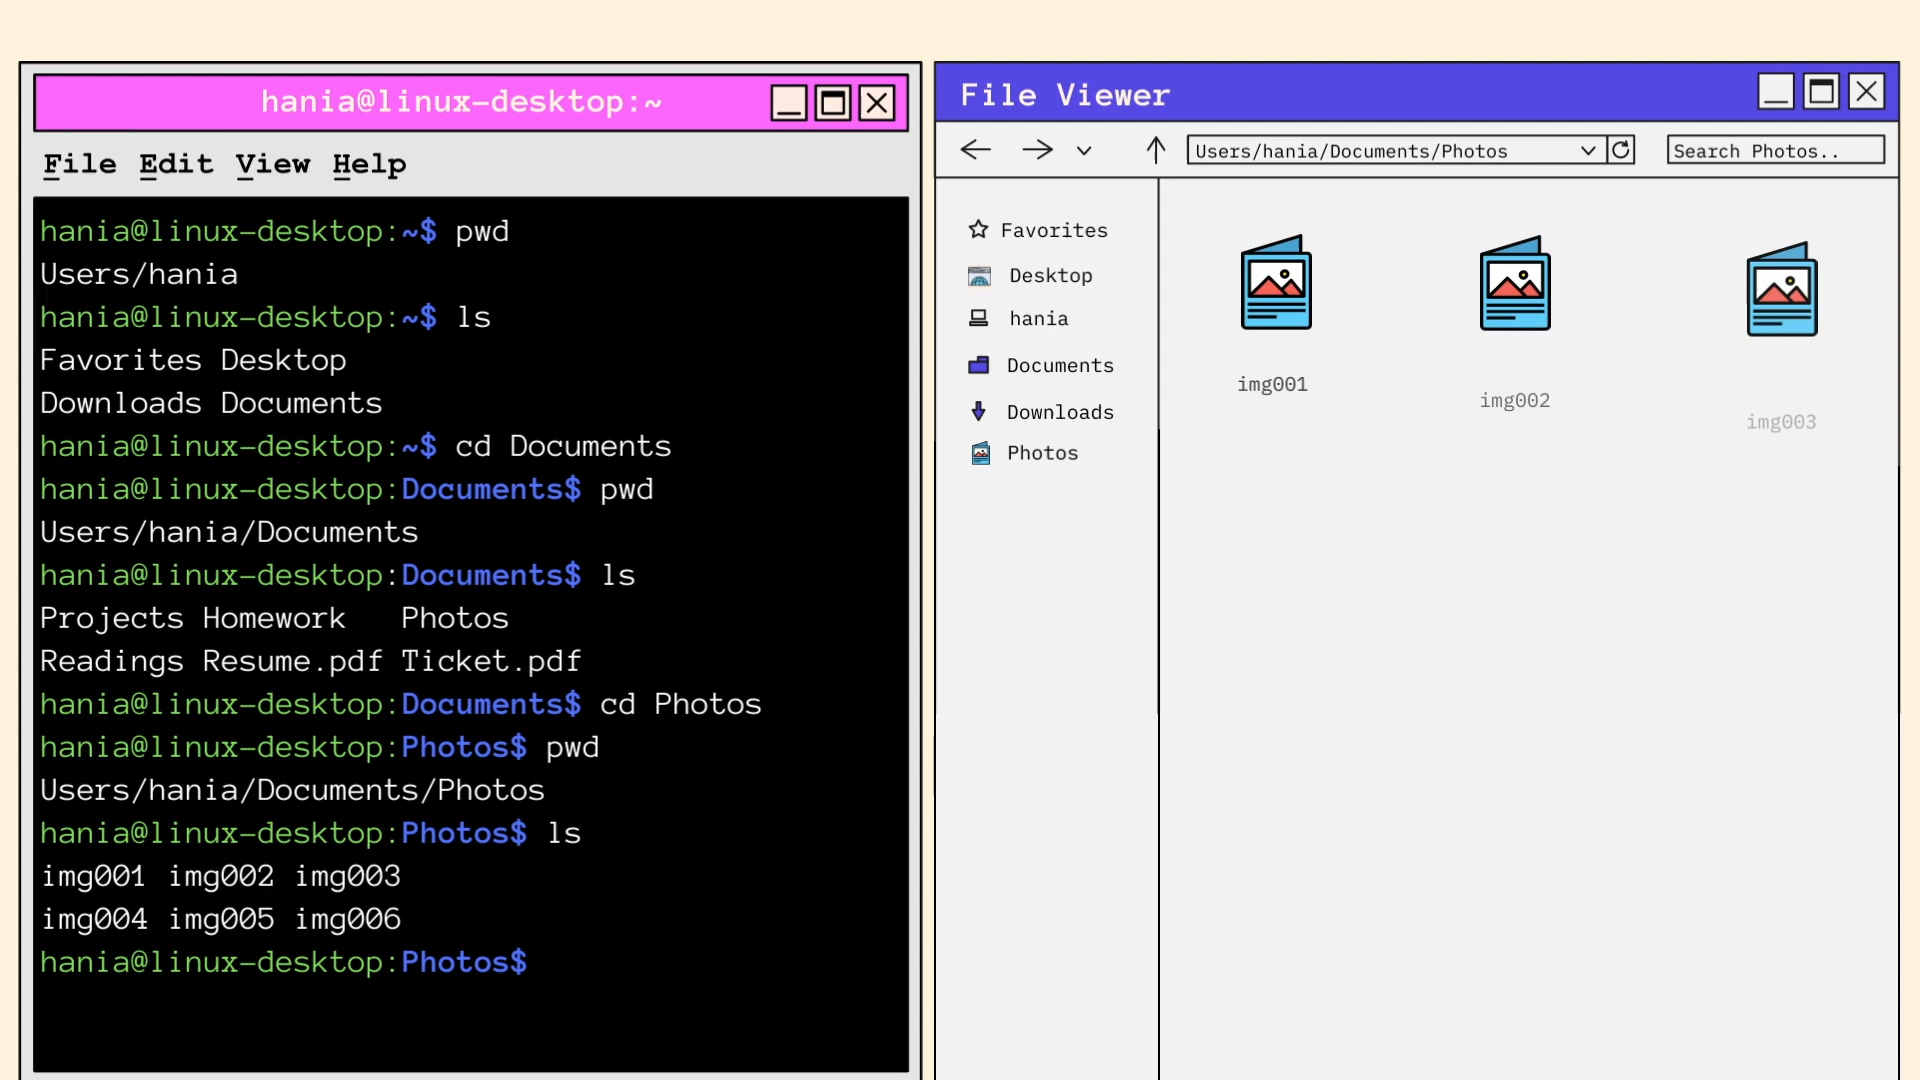 hania@linux-desktop:~
File Edit View Help
hania@linux-desktop:~$ pwd
Users/hania
hania@linux-desktop:~$ ls
Favorites Desktop
Downloads Documents
hania@linux-desktop:~$ cd Documents
hania@linux-desktop:Documents$ pwd
Users/hania/Documents
hania@linux-desktop:Documents$ ls
Projects Homework   Photos
Readings Resume.pdf Ticket.pdf
hania@linux-desktop:Documents$ cd Photos
hania@linux-desktop:Photos$ pwd
Users/hania/Documents/Photos
hania@linux-desktop:Photos$ ls
img001 img002 img003
img004 img005 img006
hania@linux-desktop:Photos$
File Viewer
Users/hania/Documents/Photos
Search Photos..
Favorites
Desktop
hania
Documents
Downloads
Photos
img001
img002
img003